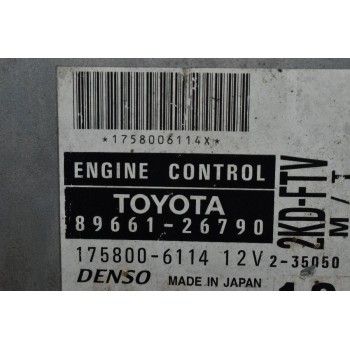 *1758006114X*
ENGINE CONTROL
TOYOTA
89661-26790
175800-6114 12V 2-35050
DENSO MADE IN JAPAN
2KD-FTV
M/T